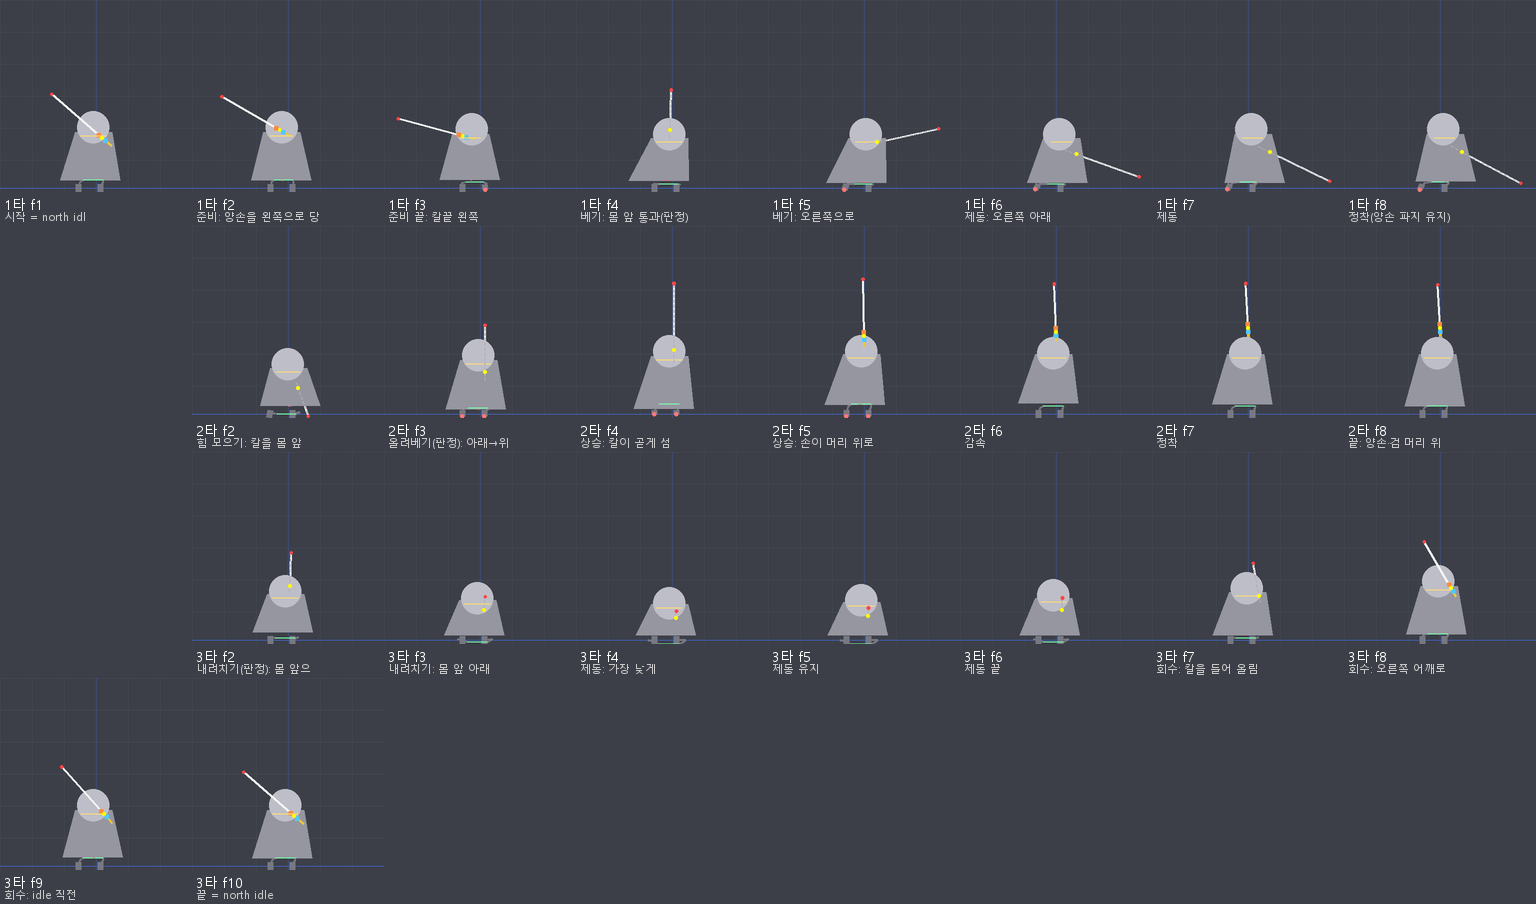 1타 f1
시작 = north idl
1타 f2
준비: 양손을 왼쪽으로 당
1타 f3
준비 끝: 칼끝 왼쪽
1타 f4
베기: 몸 앞 통과(판정)
1타 f5
베기: 오른쪽으로
1타 f6
제동: 오른쪽 아래
1타 f7
제동
1타 f8
정착(양손 파지 유지)
2타 f2
힘 모으기: 칼을 몸 앞
2타 f3
올려베기(판정): 아래→위
2타 f4
상승: 칼이 곧게 섬
2타 f5
상승: 손이 머리 위로
2타 f6
감속
2타 f7
정착
2타 f8
끝: 양손·검 머리 위
3타 f2
내려치기(판정): 몸 앞으
3타 f3
내려치기: 몸 앞 아래
3타 f4
제동: 가장 낮게
3타 f5
제동 유지
3타 f6
제동 끝
3타 f7
회수: 칼을 들어 올림
3타 f8
회수: 오른쪽 어깨로
3타 f9
회수: idle 직전
3타 f10
끝 = north idle